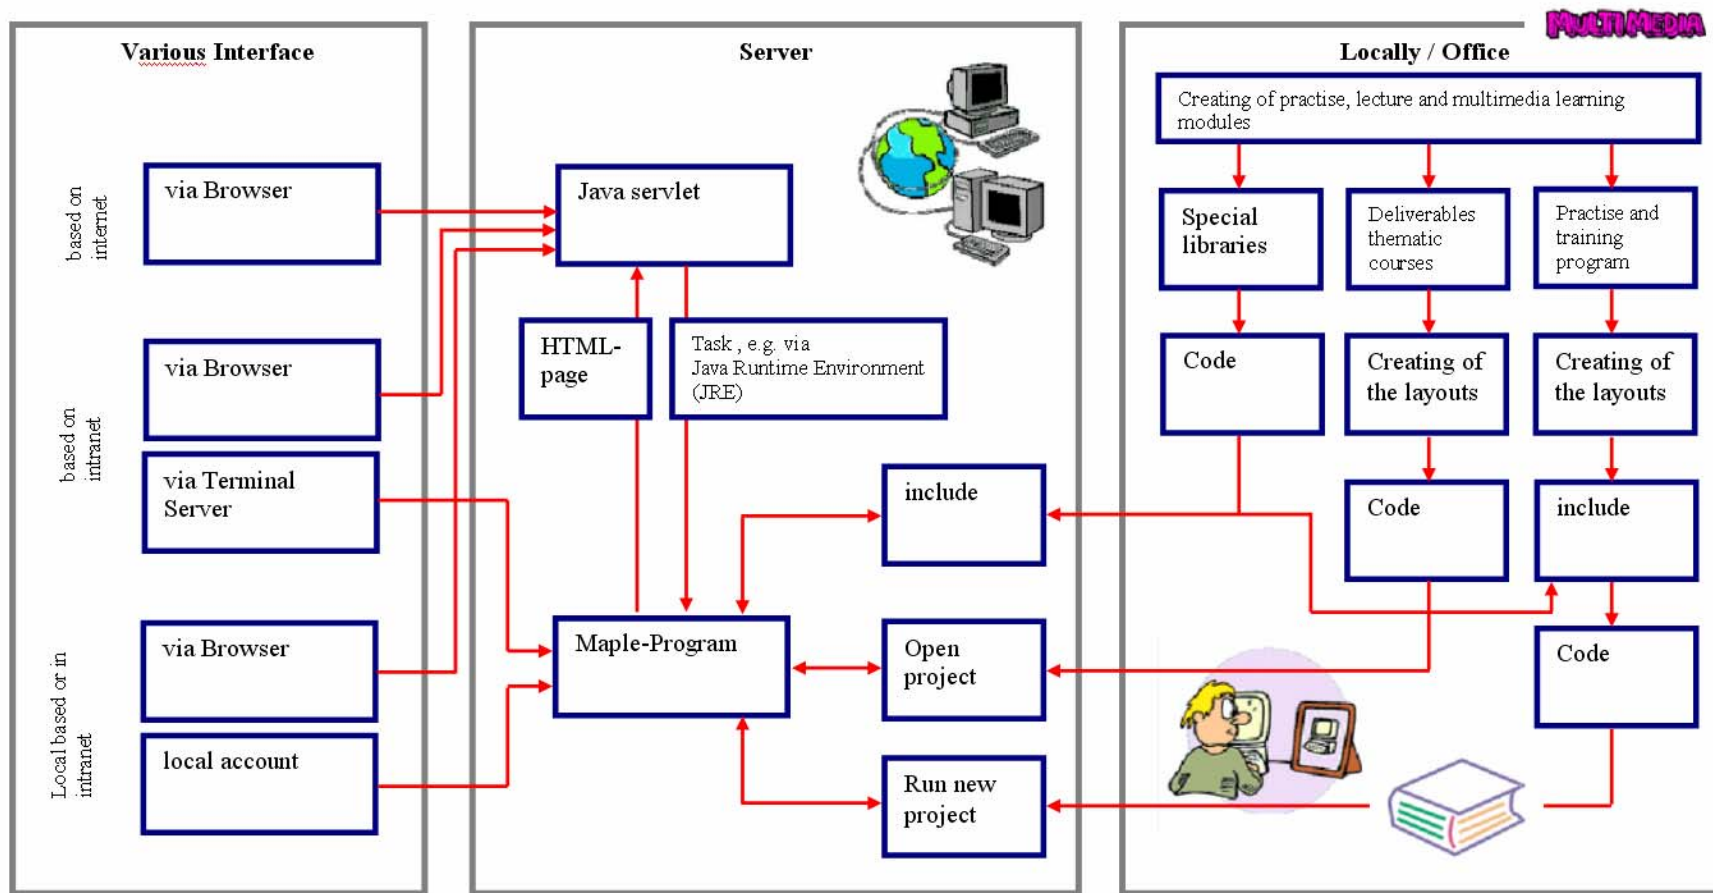 MULTIMEDIA
Various Interface
based on
internet
via Browser
based on
intranet
via Browser
via Terminal
Server
Local based or in
intranet
via Browser
local account
Server
Java servlet
HTML-
page
Task , e.g. via
Java Runtime Environment
(JRE)
include
Maple-Program
Open
project
Run new
project
Locally / Office
Creating of practise, lecture and multimedia learning
modules
Special
libraries
Deliverables
thematic
courses
Practise and
training
program
Code
Creating of
the layouts
Creating of
the layouts
Code
include
Code